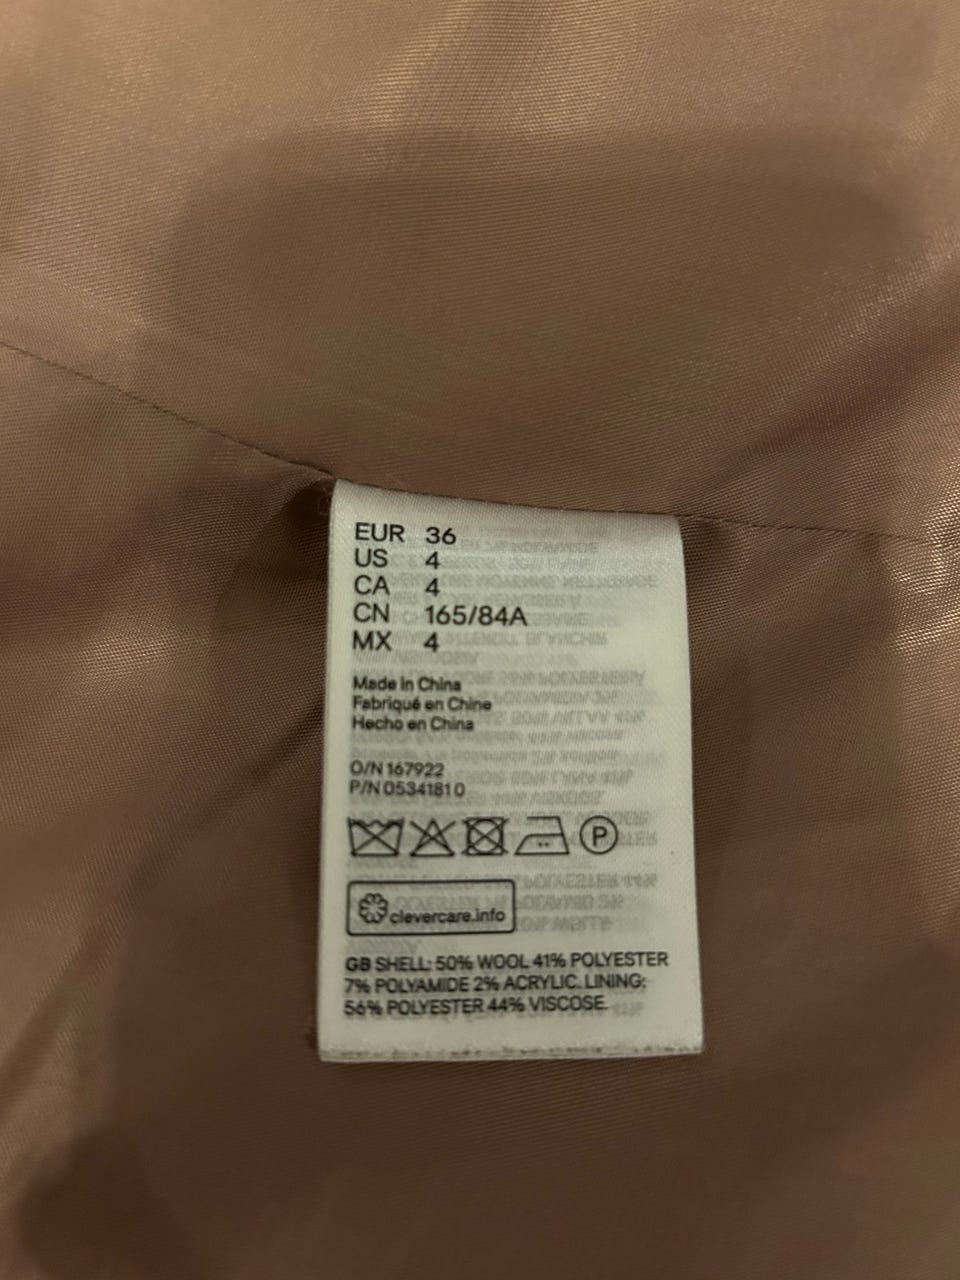 EUR 36
US 4
CA 4
CN 165/84A
MX 4
Made in China
Fabriqué en Chine
Hecho en China
O/N 167922
P/N 0534181 0
P
clevercare.info
GB SHELL: 50% WOOL 41% POLYESTER
7% POLYAMIDE 2% ACRYLIC. LINING:
56% POLYESTER 44% VISCOSE.